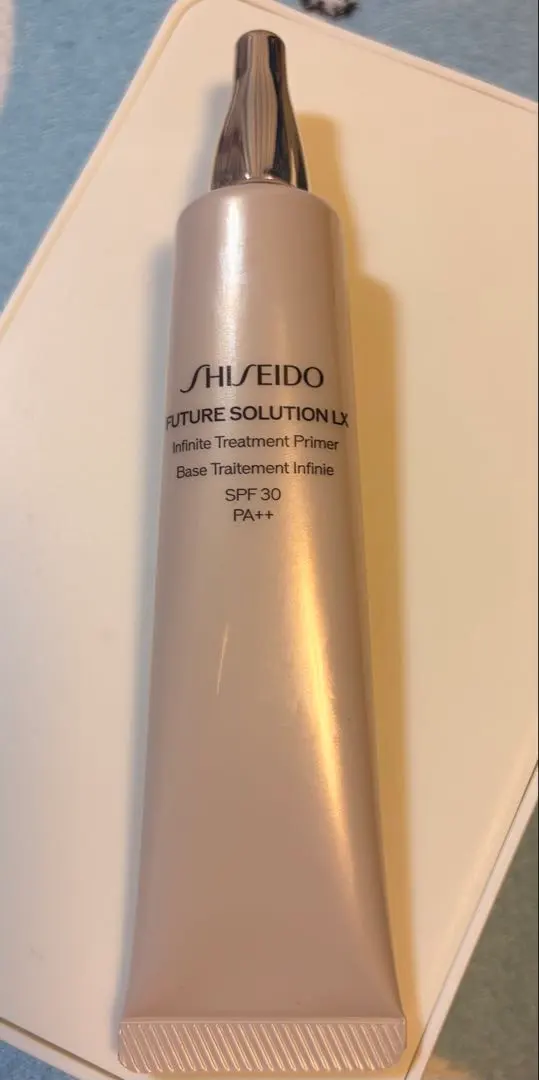 SHISEIDO
FUTURE SOLUTION LX
Infinite Treatment Primer
Base Traitement Infinie
SPF 30
PA++